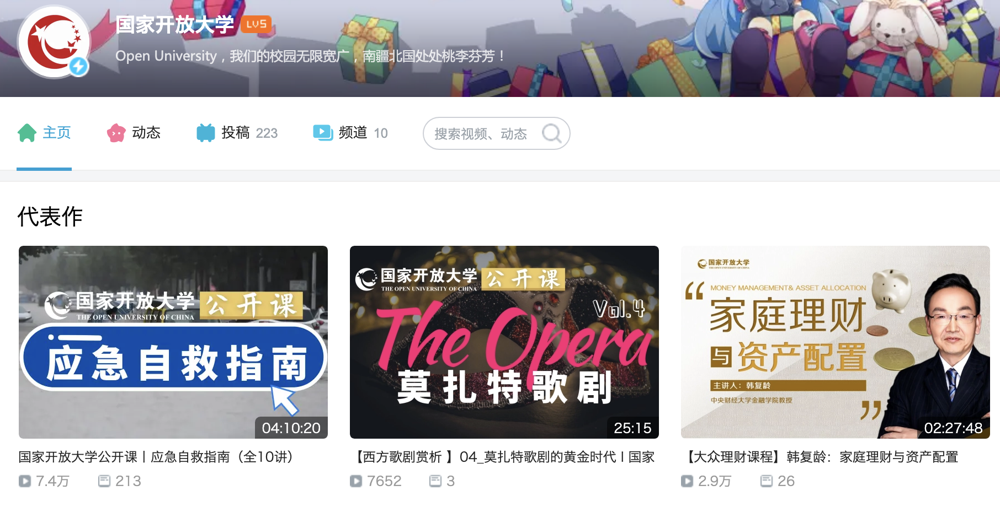 国家开放大学 LV5
Open University，我们的校园无限宽广，南疆北国处处桃李芬芳！
主页 动态 投稿 223 频道 10 搜索视频、动态
代表作
国家开放大学 公开课
THE OPEN UNIVERSITY OF CHINA
应急自救指南
04:10:20
国家开放大学公开课丨应急自救指南（全10讲）
7.4万 213
国家开放大学 公开课
THE OPEN UNIVERSITY OF CHINA
Vol.4
The Opera
莫扎特歌剧
25:15
【西方歌剧赏析 】04_莫扎特歌剧的黄金时代 I 国家
7652 3
国家开放大学
THE OPEN UNIVERSITY OF CHINA
“ MONEY MANAGEMENT& ASSET ALLOCATION
家庭理财
与资产配置
主讲人：韩复龄
中央财经大学金融学院教授 ”
02:27:48
【大众理财课程】韩复龄：家庭理财与资产配置
2.9万 26